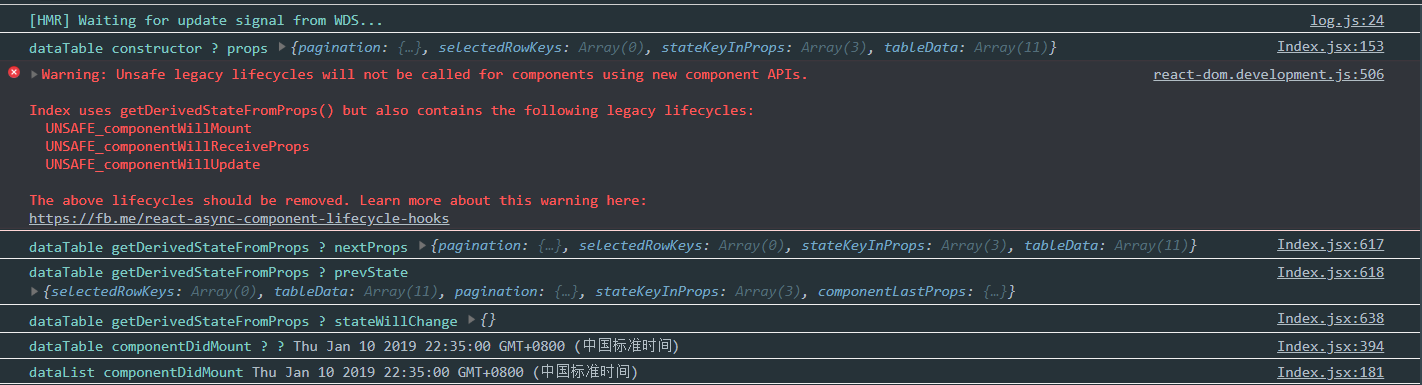 [HMR] Waiting for update signal from WDS... log.js:24
dataTable constructor ? props ▶{pagination: {…}, selectedRowKeys: Array(0), stateKeyInProps: Array(3), tableData: Array(11)} Index.jsx:153
▶Warning: Unsafe legacy lifecycles will not be called for components using new component APIs. react-dom.development.js:506
Index uses getDerivedStateFromProps() but also contains the following legacy lifecycles:
UNSAFE_componentWillMount
UNSAFE_componentWillReceiveProps
UNSAFE_componentWillUpdate
The above lifecycles should be removed. Learn more about this warning here:
https://fb.me/react-async-component-lifecycle-hooks
dataTable getDerivedStateFromProps ? nextProps ▶{pagination: {…}, selectedRowKeys: Array(0), stateKeyInProps: Array(3), tableData: Array(11)} Index.jsx:617
dataTable getDerivedStateFromProps ? prevState Index.jsx:618
▶{selectedRowKeys: Array(0), tableData: Array(11), pagination: {…}, stateKeyInProps: Array(3), componentLastProps: {…}}
dataTable getDerivedStateFromProps ? stateWillChange ▶{} Index.jsx:638
dataTable componentDidMount ? ? Thu Jan 10 2019 22:35:00 GMT+0800 (中国标准时间) Index.jsx:394
dataList componentDidMount Thu Jan 10 2019 22:35:00 GMT+0800 (中国标准时间) Index.jsx:181